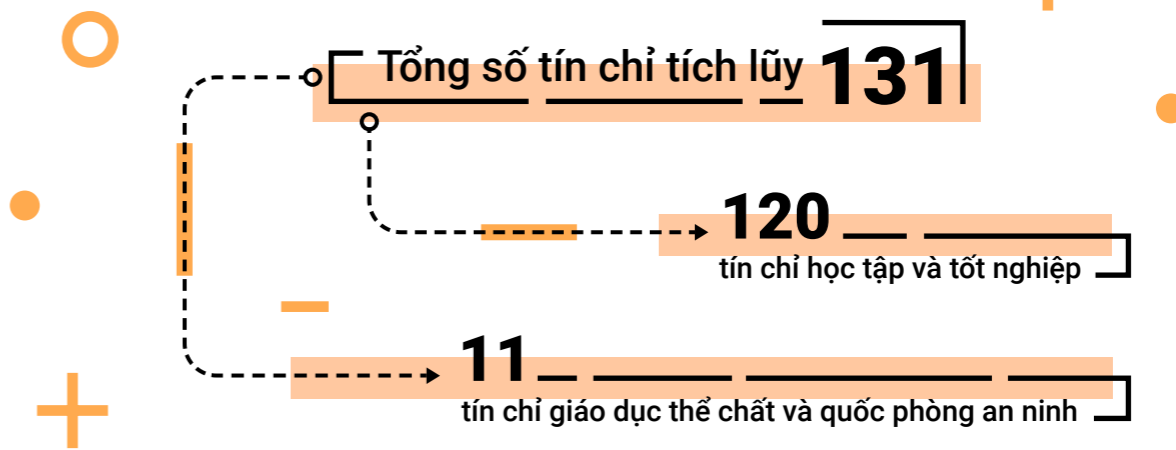 Tổng số tín chỉ tích lũy 131
120
tín chỉ học tập và tốt nghiệp
11
tín chỉ giáo dục thể chất và quốc phòng an ninh